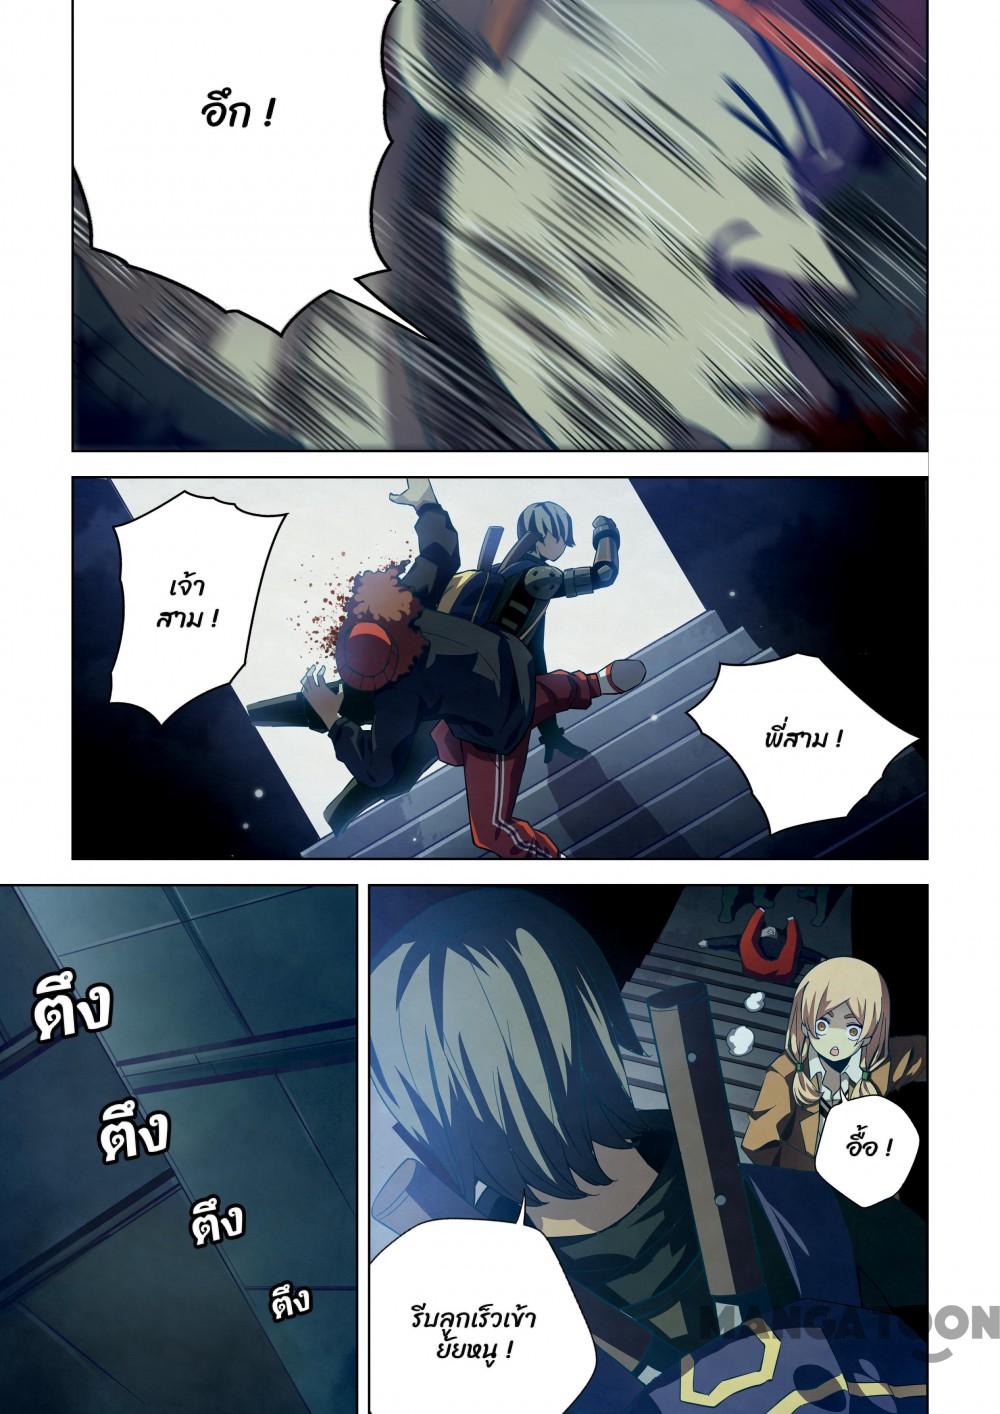 อึก !
เจ้า
สาม !
พี่สาม !
ตึง
ตึง
ตึง
ตึง
อื้อ !
รีบลุกเร็วเข้า
ยัยหนู !
MANGATOON